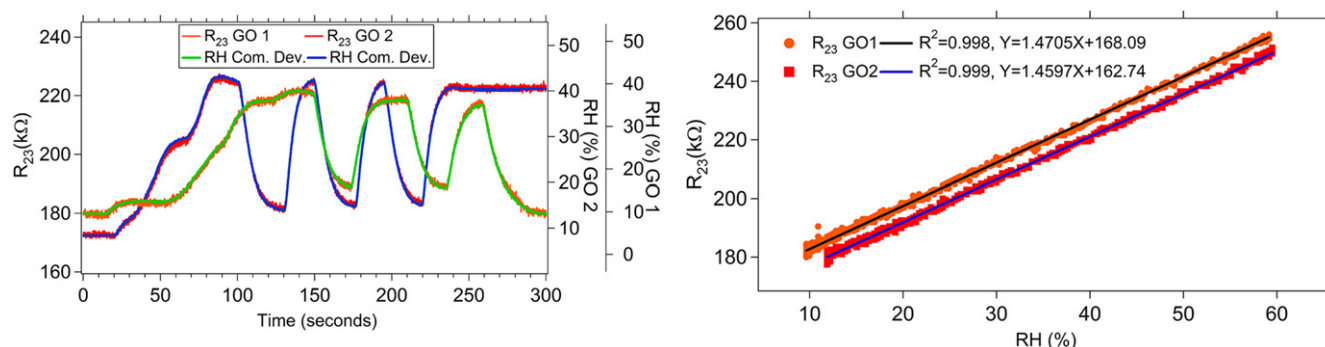 R23 GO 1 R23 GO 2
RH Com. Dev. RH Com. Dev.
240
220
200
180
160
R23(kΩ)
0 50 100 150 200 250 300
Time (seconds)
50
40
30
20
10
RH (%) GO 2
50
40
30
20
10
0
RH (%) GO 1
260
240
220
200
180
R23(kΩ)
R23 GO1 R²=0.998, Y=1.4705X+168.09
R23 GO2 R²=0.999, Y=1.4597X+162.74
10 20 30 40 50 60
RH (%)